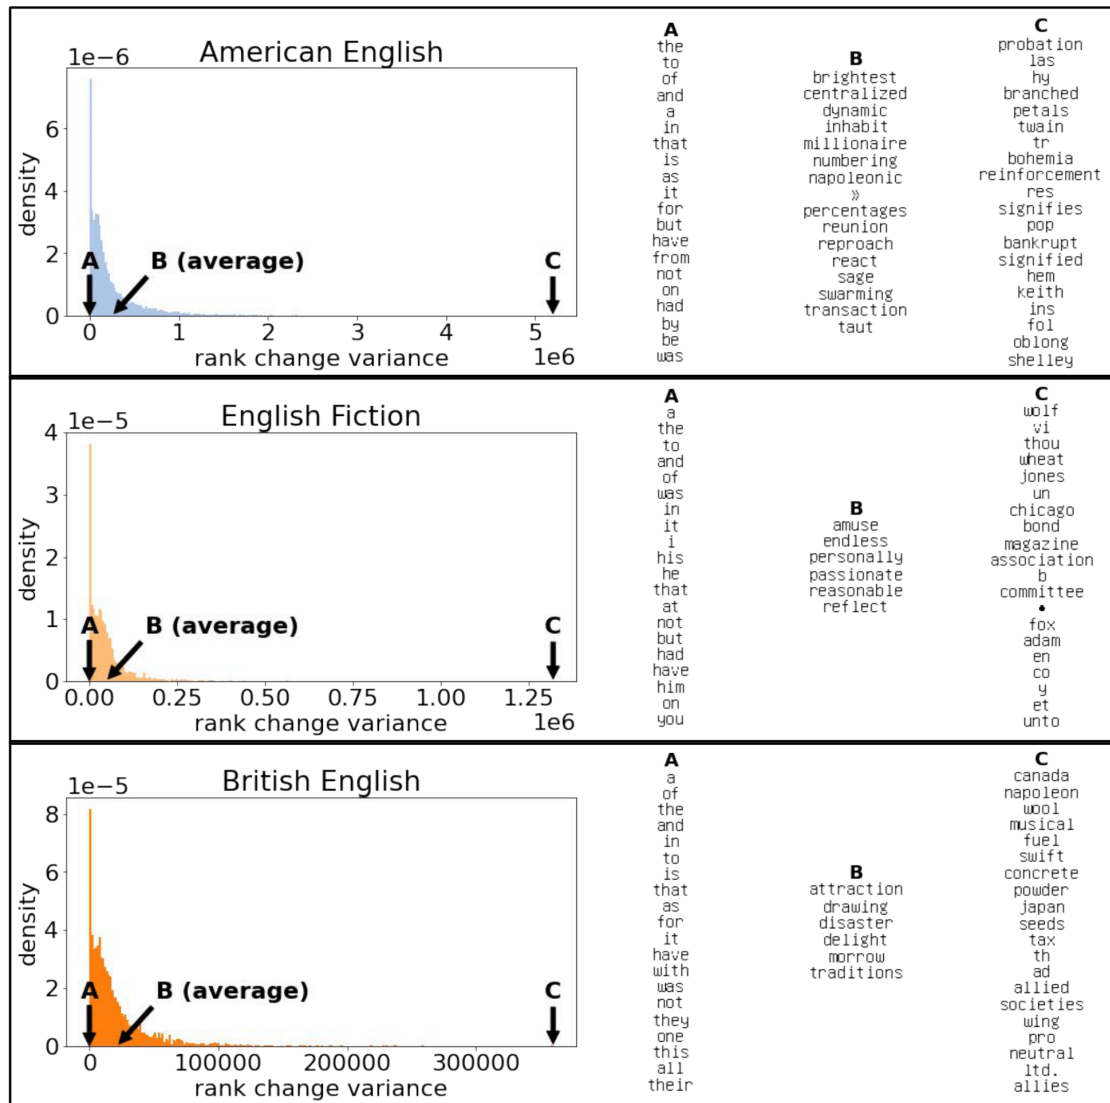 American English
1e−6
density
6
4
2
0
A
B (average)
C
0 1 2 3 4 5
1e6
rank change variance
A
the
to
of
and
a
in
that
is
as
it
for
but
have
from
not
on
had
by
be
was
B
brightest
centralized
dynamic
inhabit
millionaire
numbering
napoleonic
»
percentages
reunion
reproach
react
sage
swarming
transaction
taut
C
probation
las
hy
branched
petals
twain
tr
bohemia
reinforcement
res
signifies
pop
bankrupt
signified
hem
keith
ins
fol
oblong
shelley
English Fiction
1e−5
density
4
3
2
1
0
A
B (average)
C
0.00 0.25 0.50 0.75 1.00 1.25
1e6
rank change variance
A
a
the
to
and
of
was
in
it
i
his
he
that
at
not
but
had
have
him
on
you
B
amuse
endless
personally
passionate
reasonable
reflect
C
wolf
vi
thou
wheat
jones
un
chicago
bond
magazine
association
b
committee
•
fox
adam
en
co
y
et
unto
British English
1e−5
density
8
6
4
2
0
A
B (average)
C
0 100000 200000 300000
rank change variance
A
a
of
the
and
in
to
is
that
as
for
it
have
with
was
not
they
one
this
all
their
B
attraction
drawing
disaster
delight
morrow
traditions
C
canada
napoleon
wool
musical
fuel
swift
concrete
powder
japan
seeds
tax
th
ad
allied
societies
wing
pro
neutral
ltd.
allies